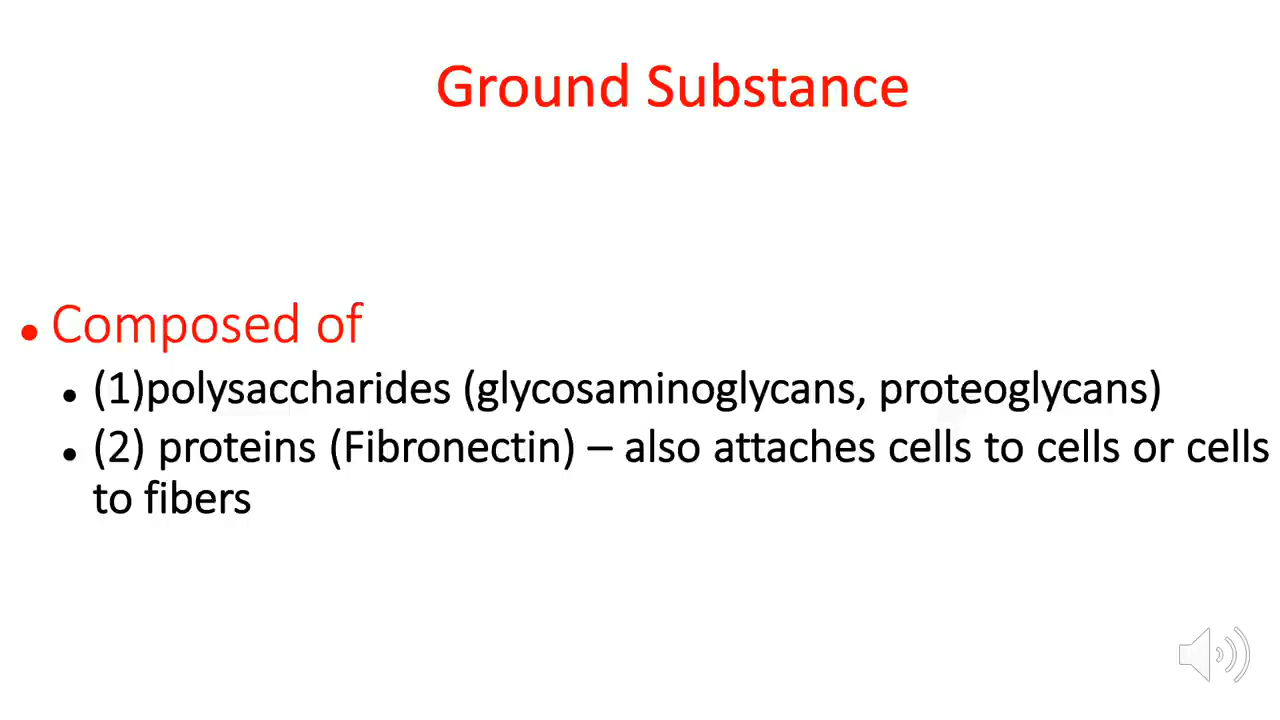 Ground Substance
• Composed of
• (1)polysaccharides (glycosaminoglycans, proteoglycans)
• (2) proteins (Fibronectin) – also attaches cells to cells or cells
to fibers